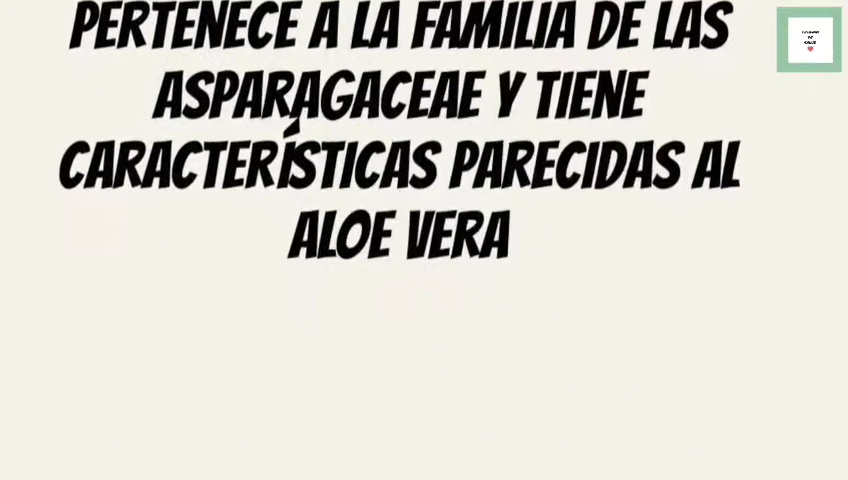 PERTENECE A LA FAMILIA DE LAS
ASPARAGACEAE Y TIENE
CARACTERÍSTICAS PARECIDAS AL
ALOE VERA